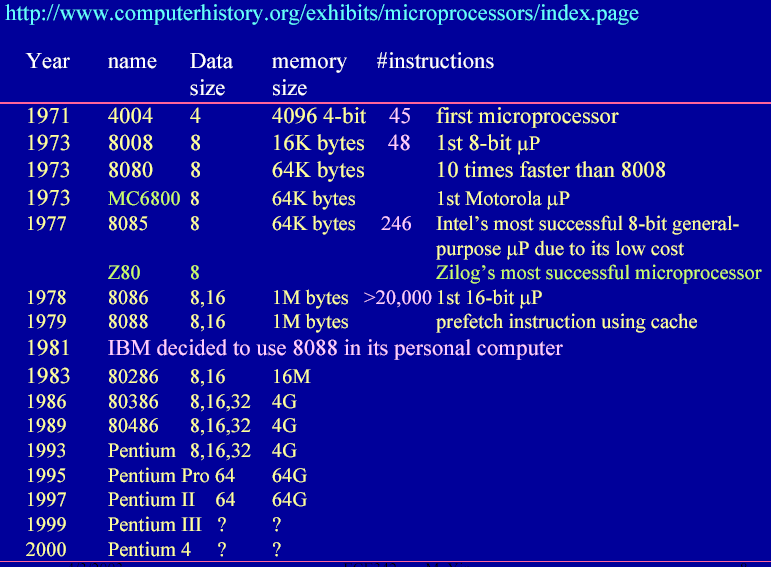 http://www.computerhistory.org/exhibits/microprocessors/index.page
Year name Data memory #instructions
size size
1971 4004 4 4096 4-bit 45 first microprocessor
1973 8008 8 16K bytes 48 1st 8-bit µP
1973 8080 8 64K bytes 10 times faster than 8008
1973 MC6800 8 64K bytes 1st Motorola µP
1977 8085 8 64K bytes 246 Intel's most successful 8-bit general-
purpose µP due to its low cost
Z80 8 Zilog's most successful microprocessor
1978 8086 8,16 1M bytes >20,000 1st 16-bit µP
1979 8088 8,16 1M bytes prefetch instruction using cache
1981 IBM decided to use 8088 in its personal computer
1983 80286 8,16 16M
1986 80386 8,16,32 4G
1989 80486 8,16,32 4G
1993 Pentium 8,16,32 4G
1995 Pentium Pro 64 64G
1997 Pentium II 64 64G
1999 Pentium III ? ?
2000 Pentium 4 ? ?